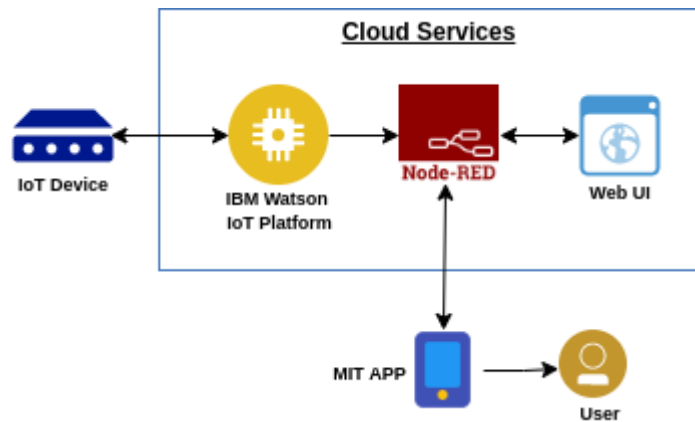 Cloud Services
IoT Device
IBM Watson
IoT Platform
Node-RED
Web UI
MIT APP
User